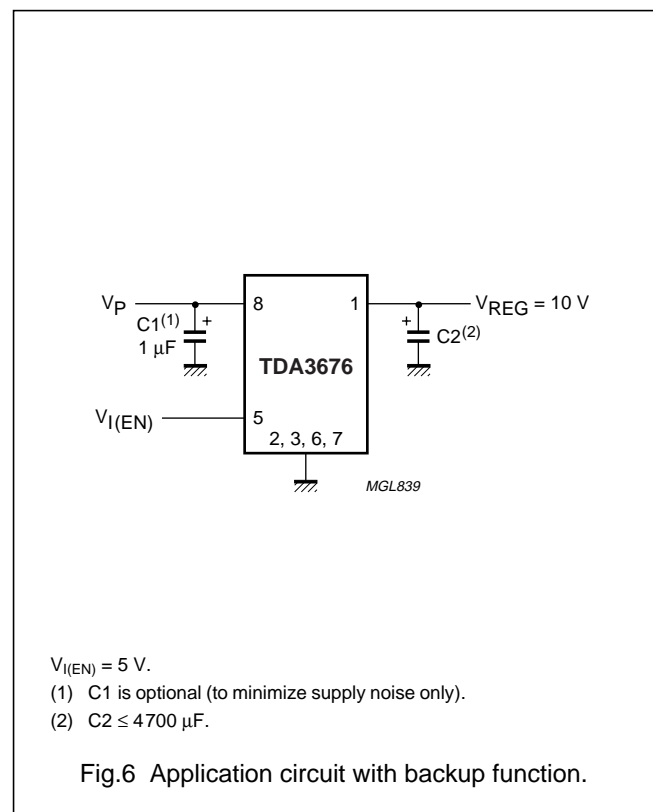 V_P
8
1
V_REG = 10 V
C1(1)
+
+
C2(2)
1 μF
TDA3676
V_I(EN)
5
2, 3, 6, 7
MGL839
V_I(EN) = 5 V.
(1) C1 is optional (to minimize supply noise only).
(2) C2 ≤ 4700 μF.
Fig.6 Application circuit with backup function.